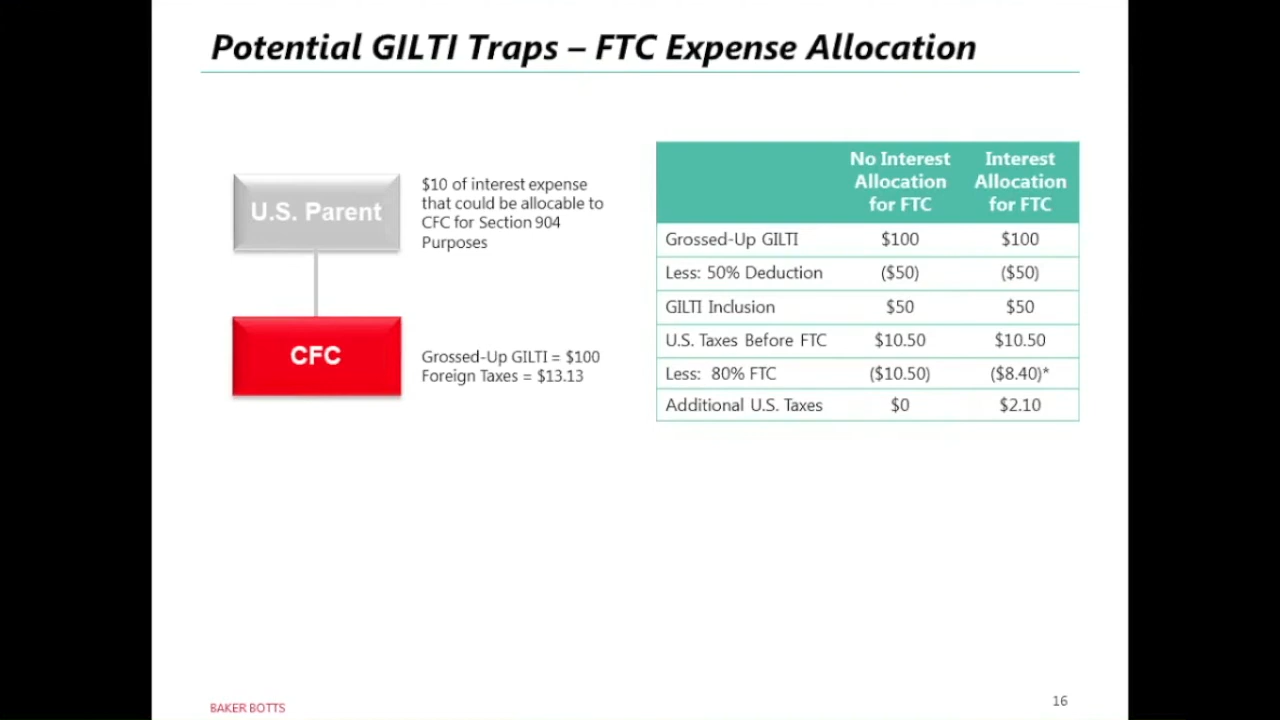 Potential GILTI Traps – FTC Expense Allocation
U.S. Parent
$10 of interest expense
that could be allocable to
CFC for Section 904
Purposes
CFC
Grossed-Up GILTI = $100
Foreign Taxes = $13.13
No Interest Allocation for FTC Interest Allocation for FTC
Grossed-Up GILTI $100 $100
Less: 50% Deduction ($50) ($50)
GILTI Inclusion $50 $50
U.S. Taxes Before FTC $10.50 $10.50
Less: 80% FTC ($10.50) ($8.40)*
Additional U.S. Taxes $0 $2.10
BAKER BOTTS
16